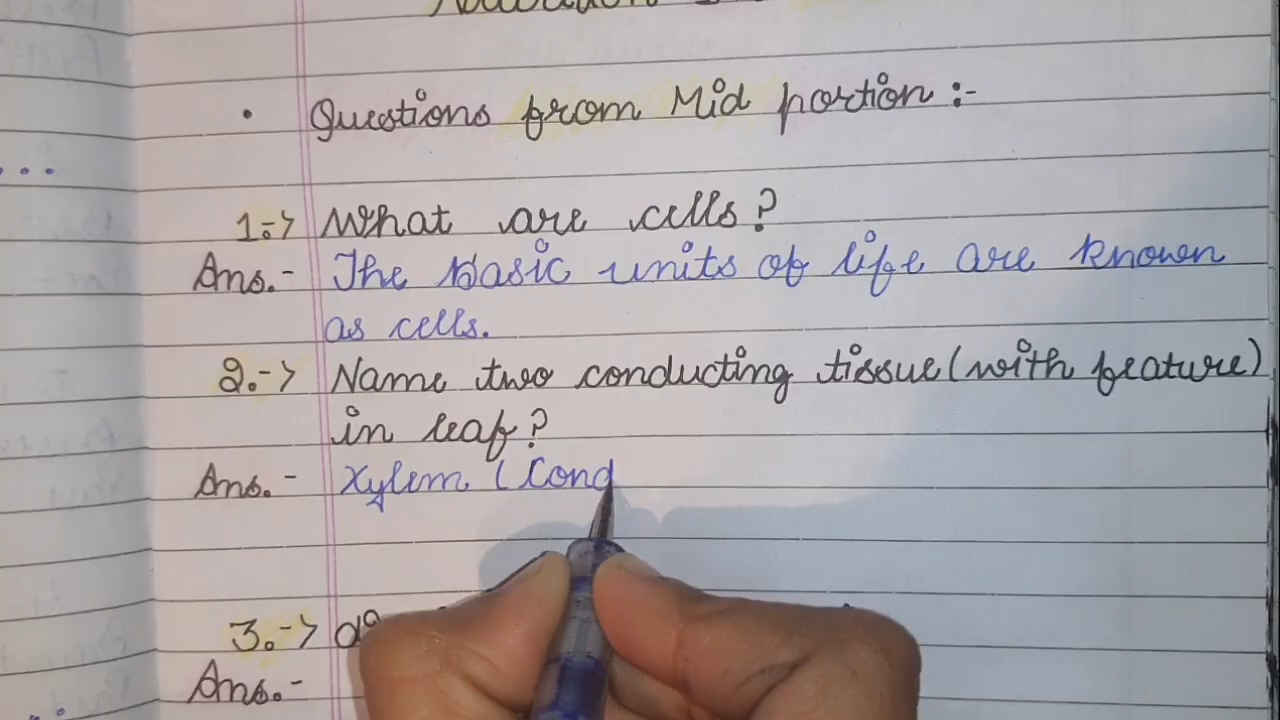 • Questions from Mid portion :-
1.-> What are cells?
Ans.- The basic units of life are known
as cells.
2.-> Name two conducting tissue (with feature)
in leaf?
Ans.- Xylem (Cond
3.->
Ans.-